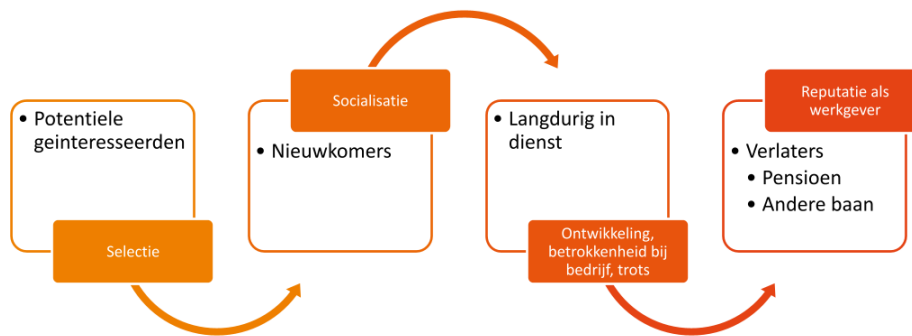 • Potentiele
geinteresseerden
Selectie
Socialisatie
• Nieuwkomers
• Langdurig in
dienst
Ontwikkeling,
betrokkenheid bij
bedrijf, trots
Reputatie als
werkgever
• Verlaters
• Pensioen
• Andere baan